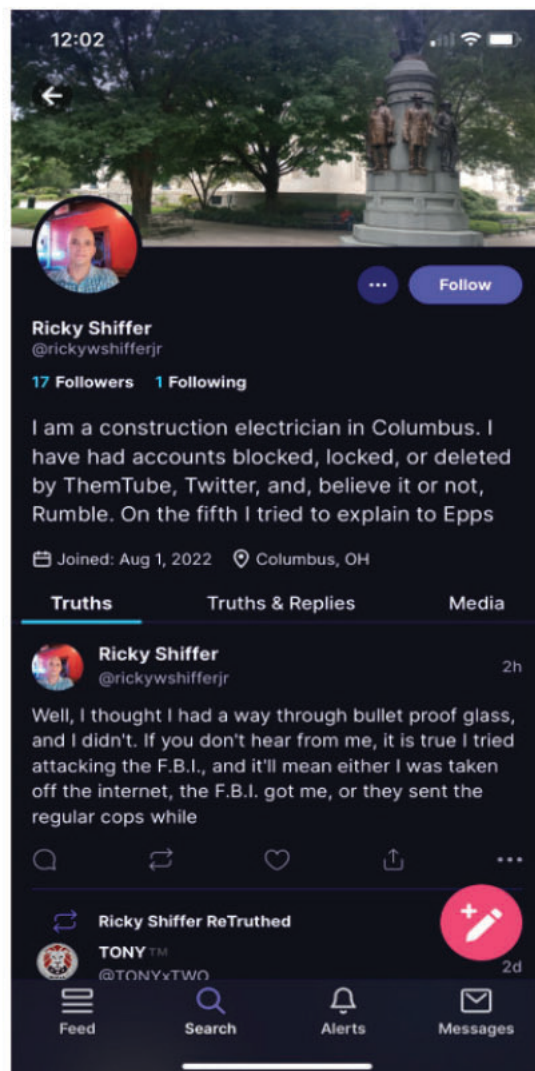 12:02
Follow
Ricky Shiffer
@rickywshifferjr
17 Followers 1 Following
I am a construction electrician in Columbus. I
have had accounts blocked, locked, or deleted
by ThemTube, Twitter, and, believe it or not,
Rumble. On the fifth I tried to explain to Epps
Joined: Aug 1, 2022 Columbus, OH
Truths Truths & Replies Media
Ricky Shiffer 2h
@rickywshifferjr
Well, I thought I had a way through bullet proof glass,
and I didn't. If you don't hear from me, it is true I tried
attacking the F.B.I., and it'll mean either I was taken
off the internet, the F.B.I. got me, or they sent the
regular cops while
Ricky Shiffer ReTruthed
TONY™
@TONYxTWO 2d
Feed Search Alerts Messages